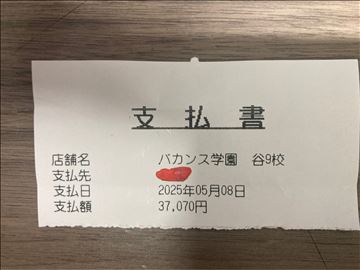 支払書
店舗名 バカンス学園 谷9校
支払先
支払日 2025年05月08日
支払額 37,070円